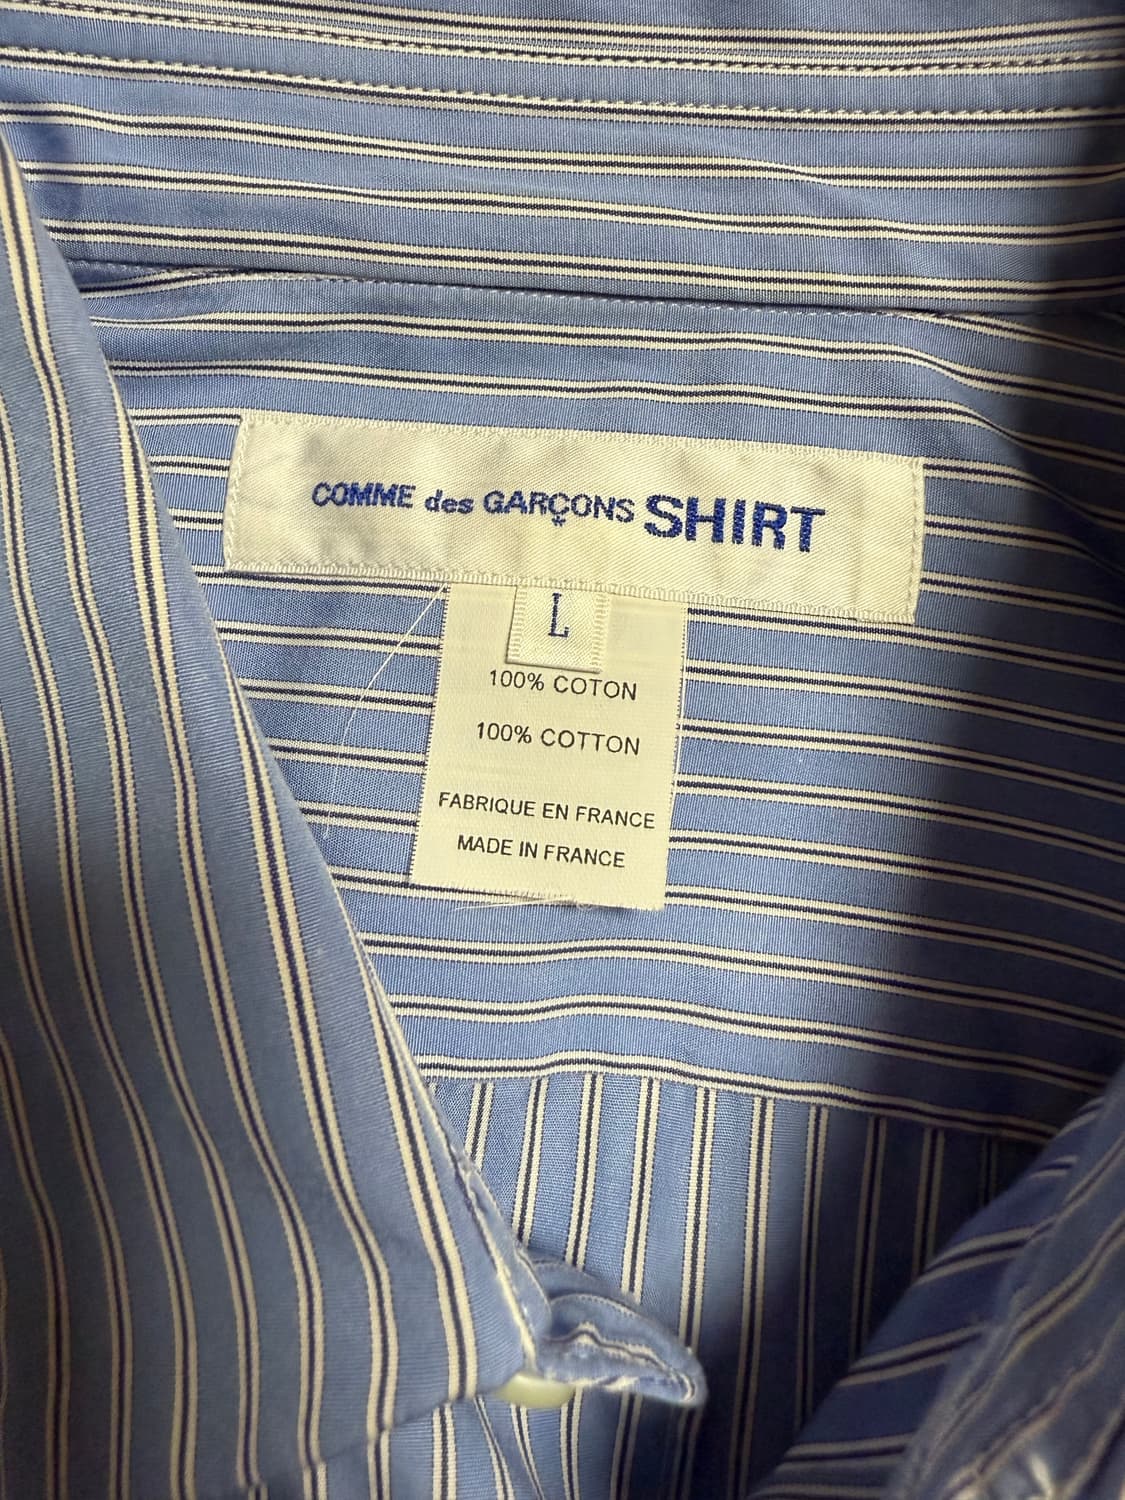 COMME des GARÇONS SHIRT
L
100% COTON
100% COTTON
FABRIQUE EN FRANCE
MADE IN FRANCE